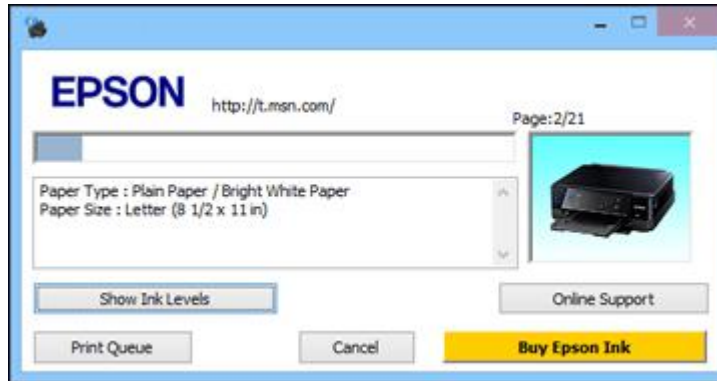 EPSON
http://t.msn.com/
Page:2/21
Paper Type : Plain Paper / Bright White Paper
Paper Size : Letter (8 1/2 x 11 in)
Show Ink Levels
Online Support
Print Queue
Cancel
Buy Epson Ink